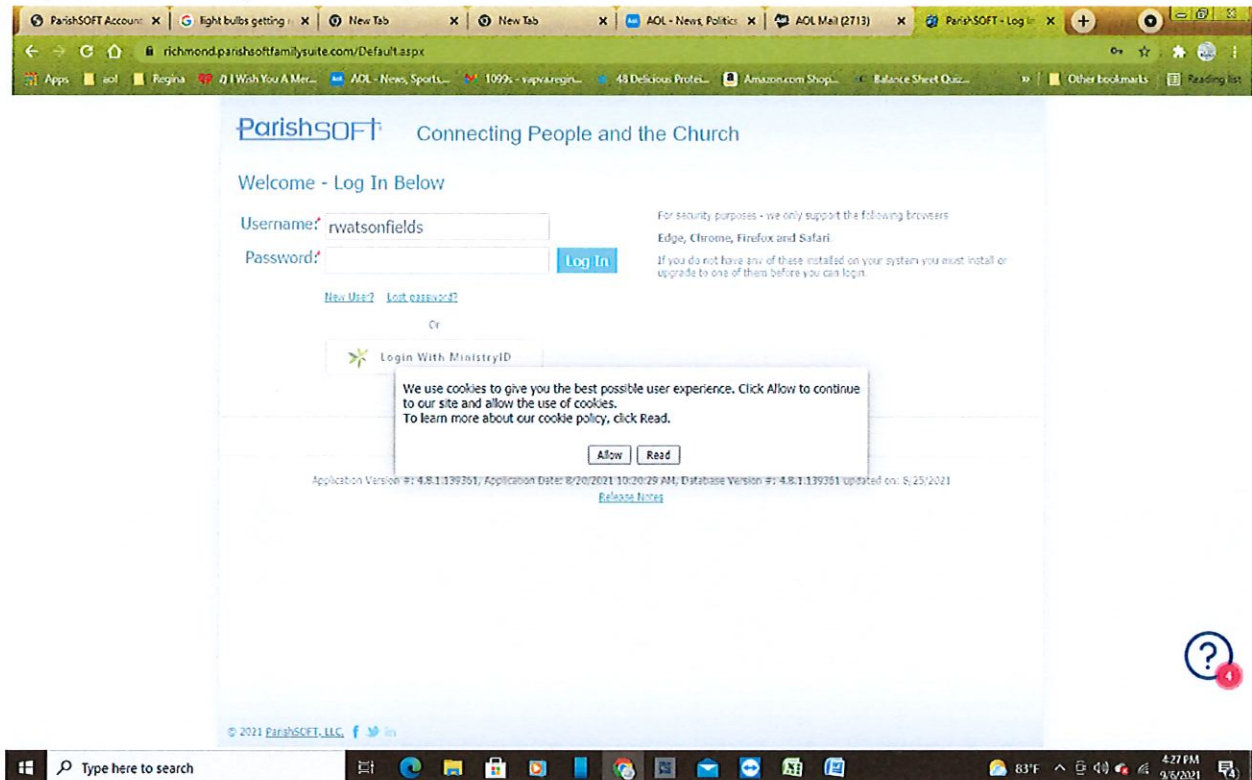 ParishSOFT Account
light bulbs getting
New Tab
New Tab
AOL - News, Politics
AOL Mail (2713)
ParishSOFT - Log In
richmond.parishsoftfamilysuite.com/Default.aspx
Apps
aol
Regina
I Wish You A Mer...
AOL - News, Sports,...
1099s - vapva.regin...
48 Delicious Protei...
Amazon.com Shop...
Balance Sheet Quiz...
»
Other bookmarks
Reading list
ParishSOFT Connecting People and the Church
Welcome - Log In Below
Username:* rwatsonfields
Password:* Log In
New User? Lost password?
Or
Login With MinistryID
For security purposes - we only support the following browsers
Edge, Chrome, Firefox and Safari.
If you do not have any of these installed on your system you must install or
upgrade to one of them before you can login.
We use cookies to give you the best possible user experience. Click Allow to continue
to our site and allow the use of cookies.
To learn more about our cookie policy, click Read.
Allow Read
Application Version #: 4.8.1.139351, Application Date: 8/20/2021 10:20:29 AM, Database Version #: 4.8.1.139351 updated on: 6/25/2021
Release Notes
?
4
© 2021 ParishSOFT, LLC.
Type here to search
83°F
4:27 PM
9/6/2021